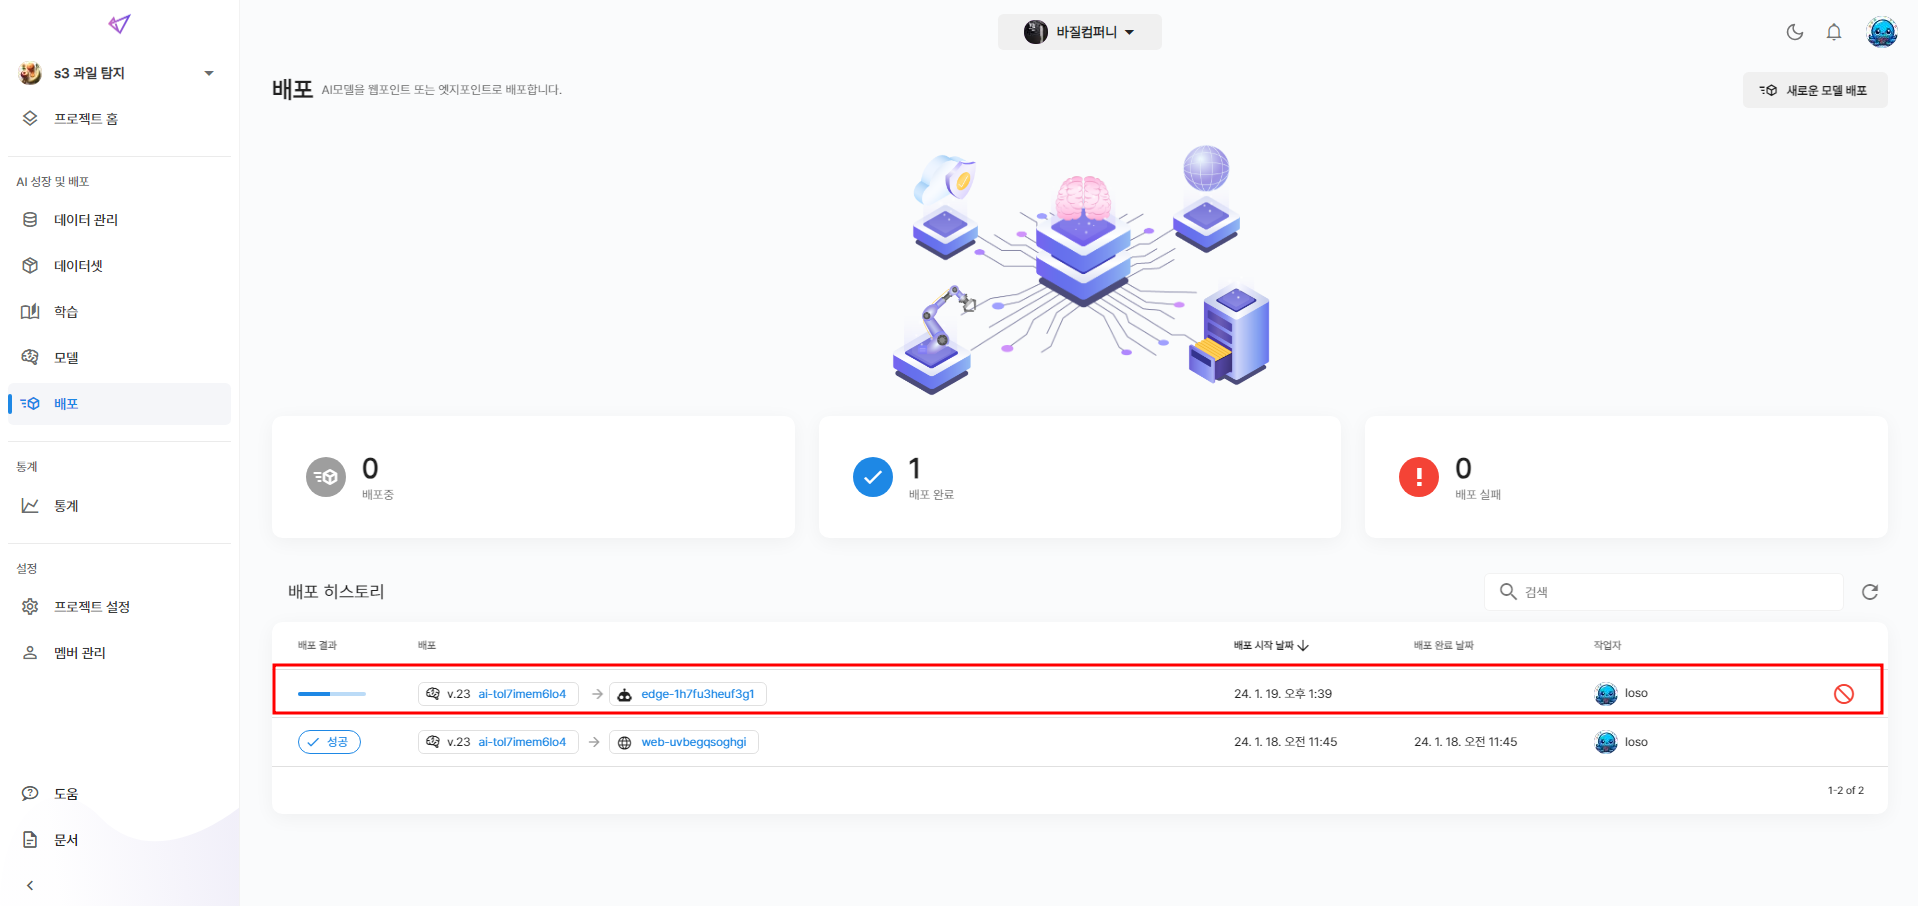 바질컴퍼니
s3 과일 탐지
프로젝트 홈
AI 성장 및 배포
데이터 관리
데이터셋
학습
모델
배포
통계
통계
설정
프로젝트 설정
멤버 관리
도움
문서
배포 AI모델을 웹포인트 또는 엣지포인트로 배포합니다.
새로운 모델 배포
0
배포중
1
배포 완료
0
배포 실패
배포 히스토리
검색
배포 결과 배포 배포 시작 날짜 배포 완료 날짜 작업자
v.23 ai-tol7imem6lo4 edge-1h7fu3heuf3g1 24. 1. 19. 오후 1:39 loso
성공 v.23 ai-tol7imem6lo4 web-uvbegqsoghgi 24. 1. 18. 오전 11:45 24. 1. 18. 오전 11:45 loso
1-2 of 2